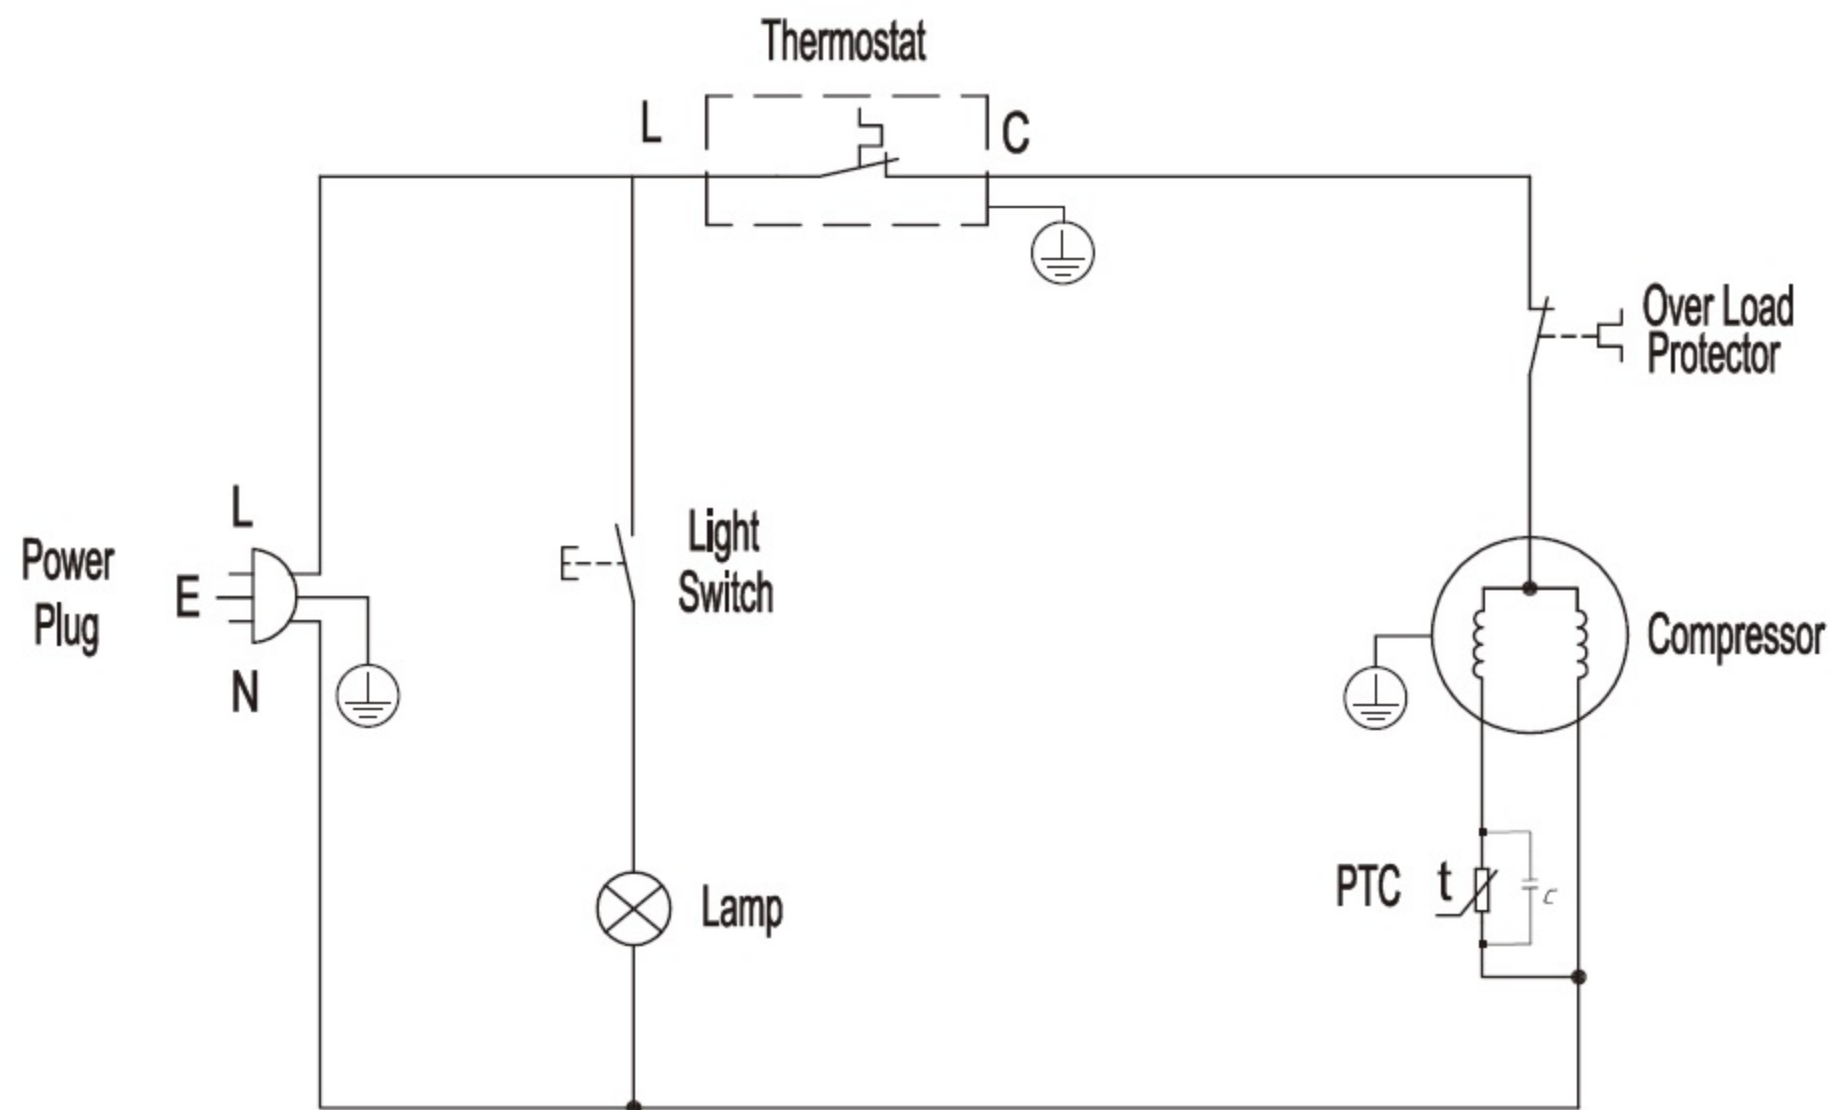 Thermostat
L
C
Over Load
Protector
L
Power
Plug
E
N
Light
Switch
Compressor
PTC
t
C
Lamp